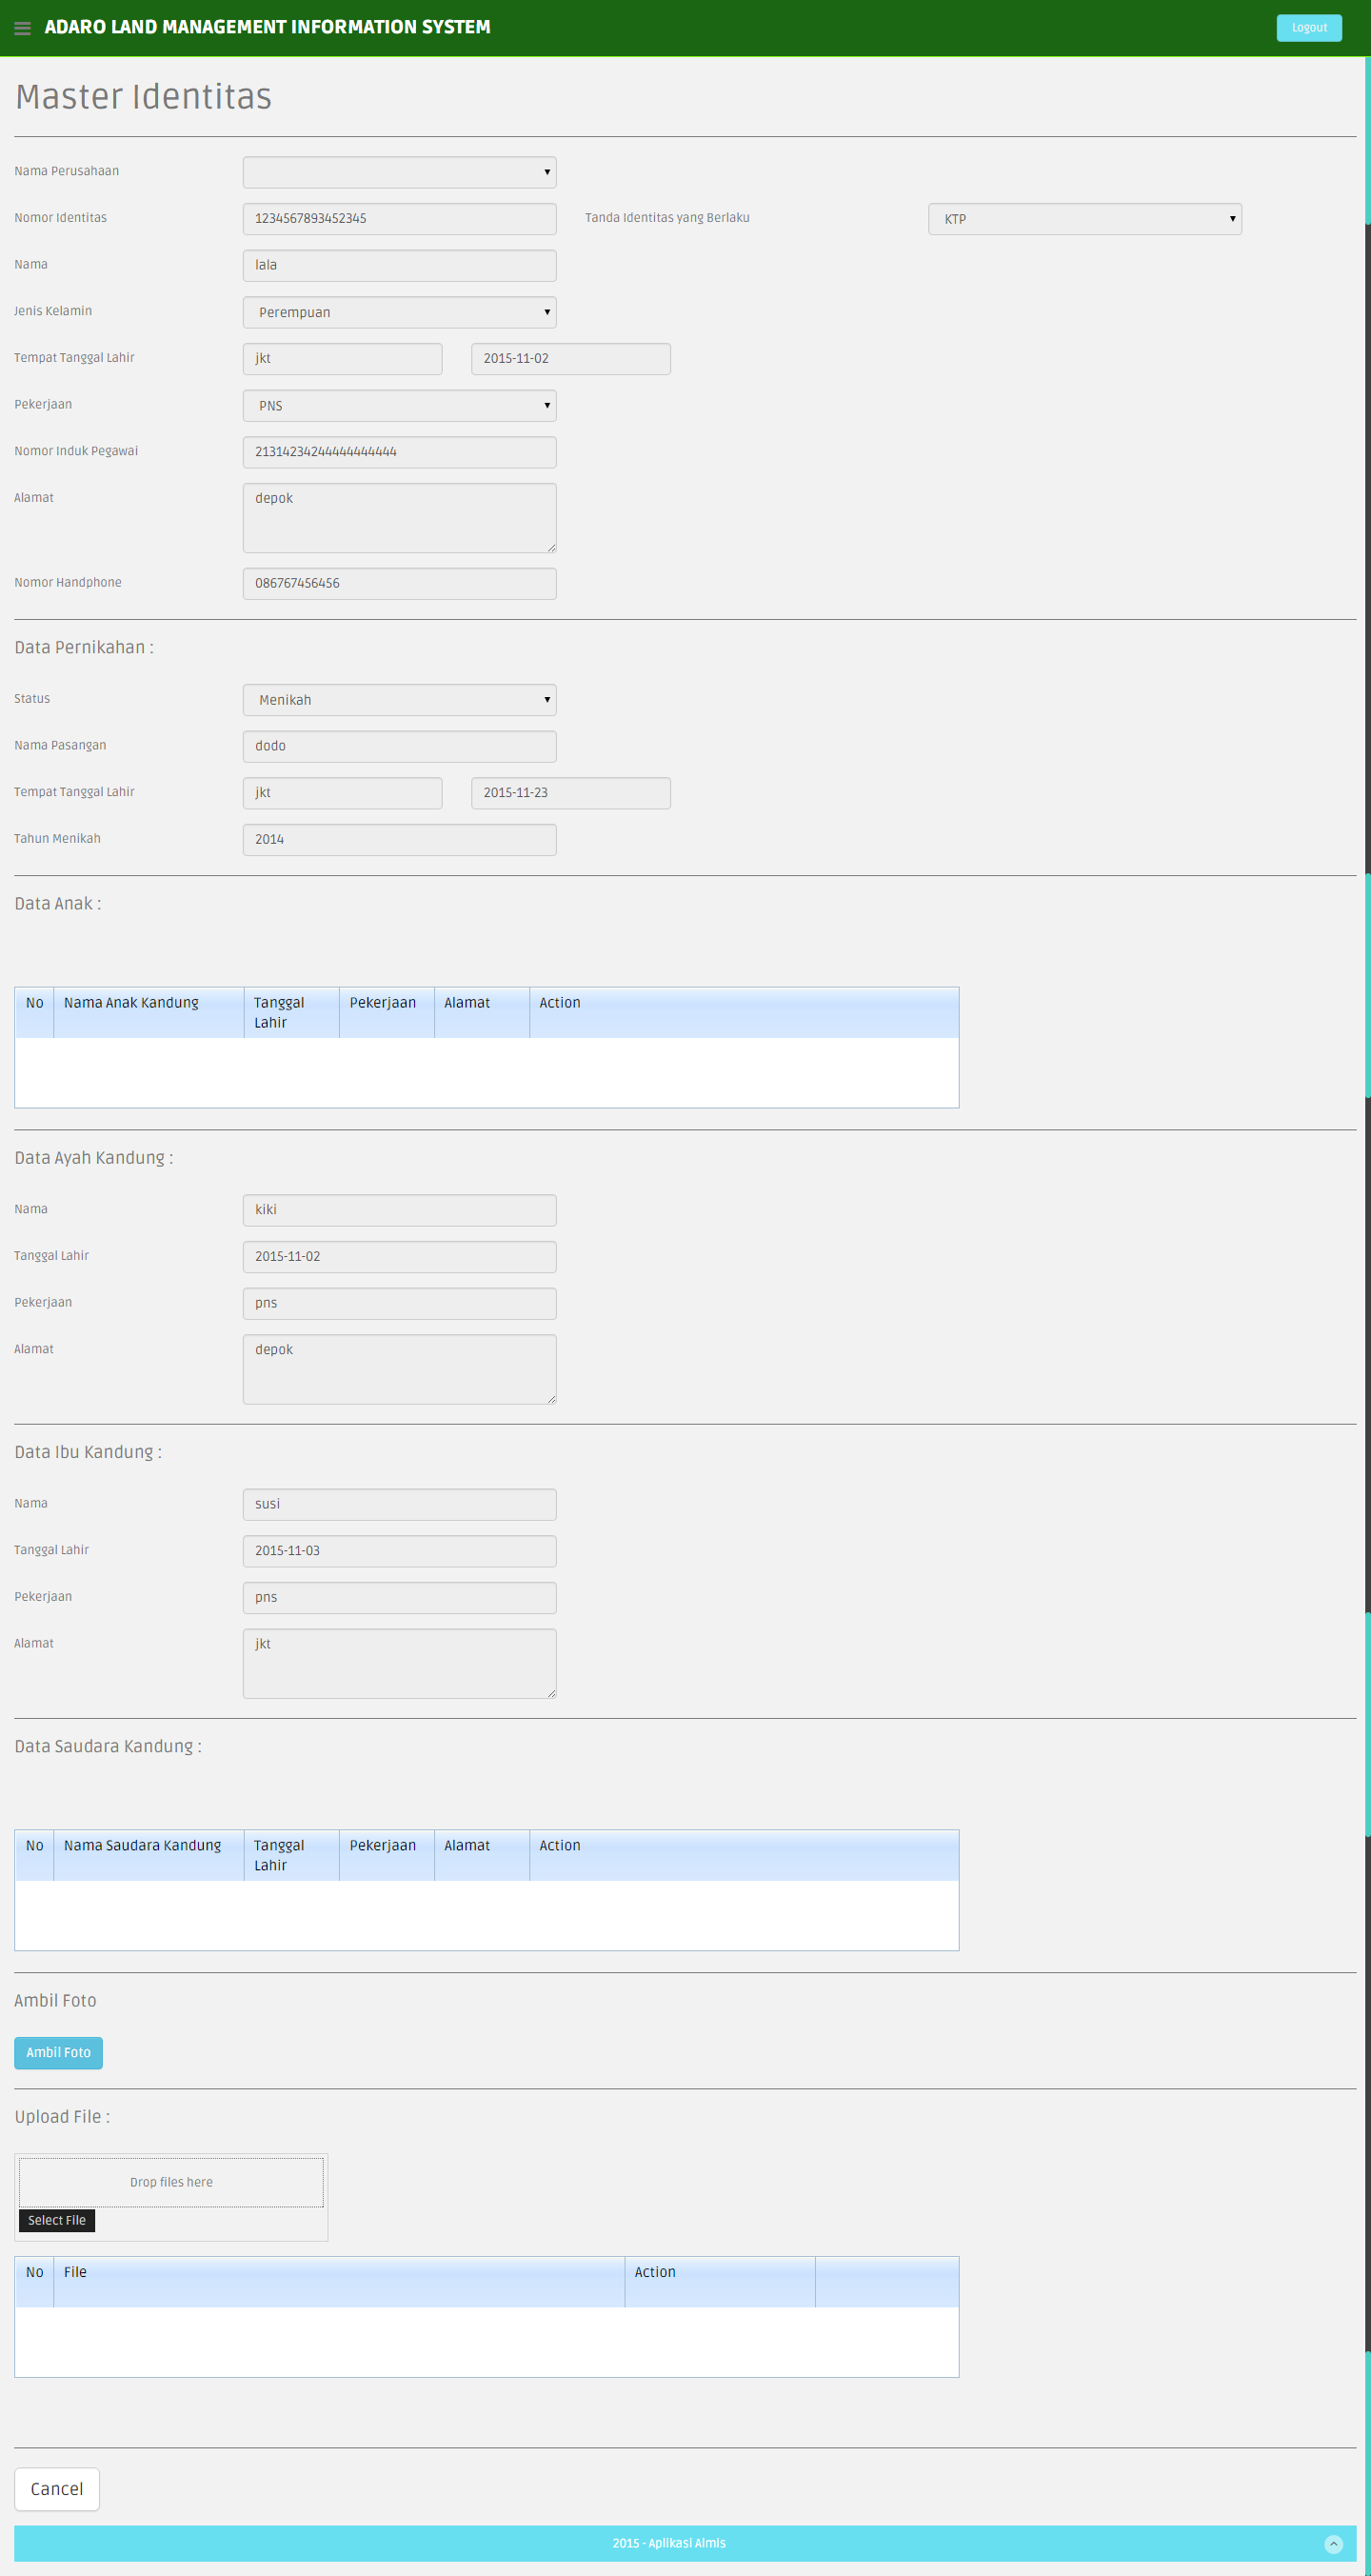 ADARO LAND MANAGEMENT INFORMATION SYSTEM
Logout
Master Identitas
Nama Perusahaan
Nomor Identitas 1234567893452345 Tanda Identitas yang Berlaku KTP
Nama lala
Jenis Kelamin Perempuan
Tempat Tanggal Lahir jkt 2015-11-02
Pekerjaan PNS
Nomor Induk Pegawai 21314234244444444444
Alamat depok
Nomor Handphone 086767456456
Data Pernikahan :
Status Menikah
Nama Pasangan dodo
Tempat Tanggal Lahir jkt 2015-11-23
Tahun Menikah 2014
Data Anak :
No Nama Anak Kandung Tanggal Lahir Pekerjaan Alamat Action
Data Ayah Kandung :
Nama kiki
Tanggal Lahir 2015-11-02
Pekerjaan pns
Alamat depok
Data Ibu Kandung :
Nama susi
Tanggal Lahir 2015-11-03
Pekerjaan pns
Alamat jkt
Data Saudara Kandung :
No Nama Saudara Kandung Tanggal Lahir Pekerjaan Alamat Action
Ambil Foto
Ambil Foto
Upload File :
Drop files here
Select File
No File Action
Cancel
2015 - Aplikasi Almis